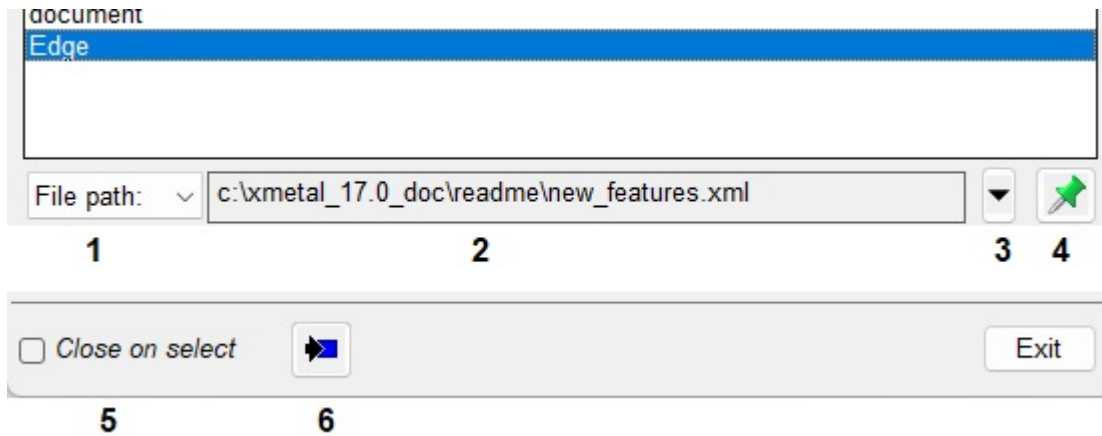 document
Edge
File path: c:\xmetal_17.0_doc\readme\new_features.xml
1 2 3 4
Close on select Exit
5 6